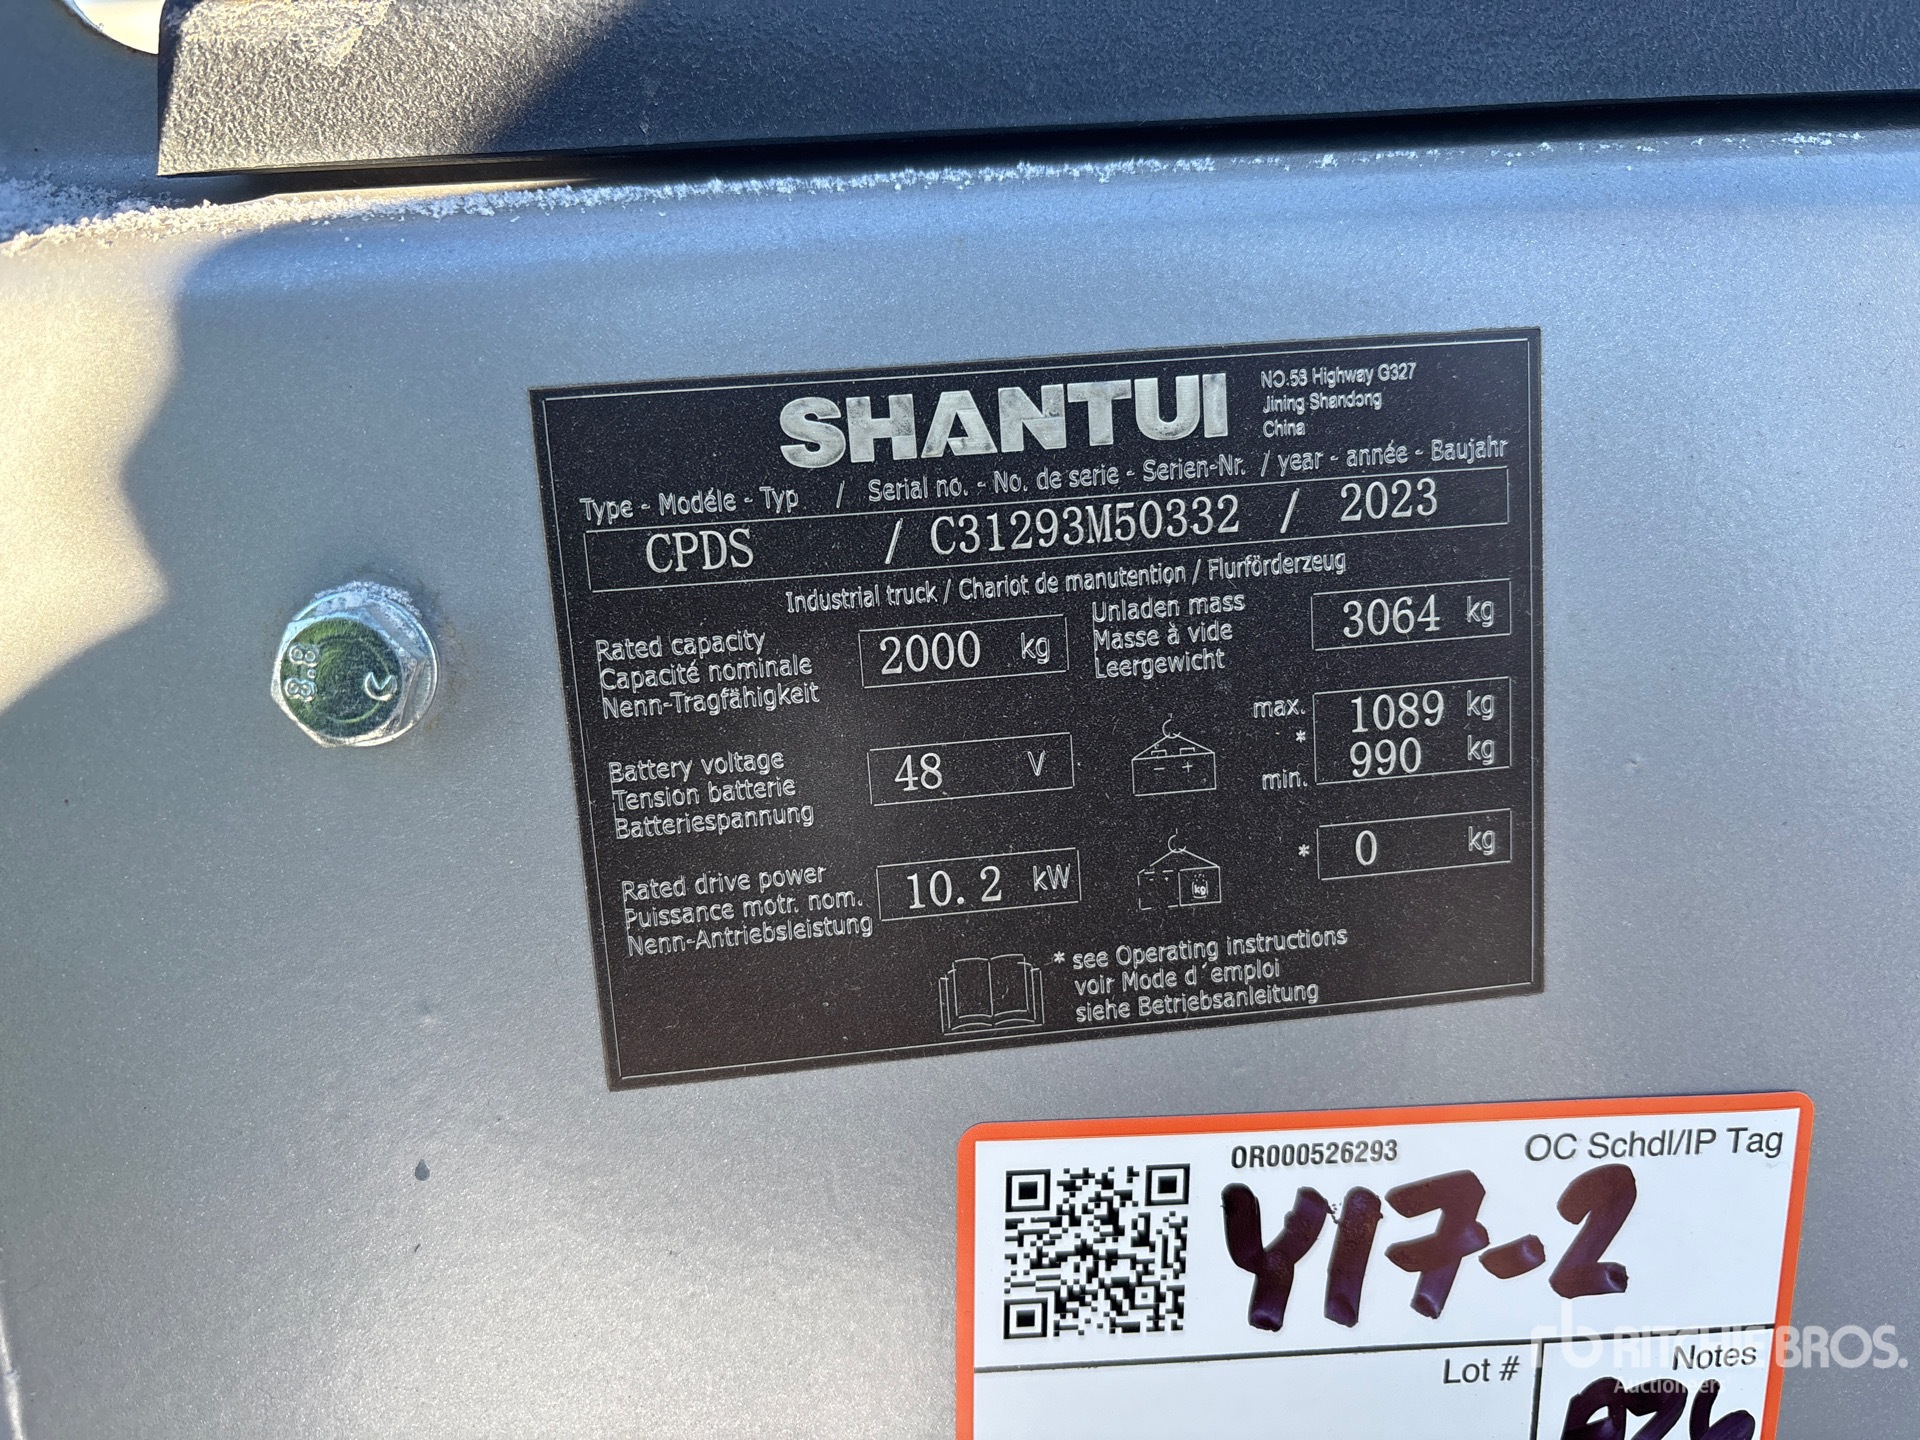 SHANTUI
NO.58 Highway G327
Jining Shandong
China
Type - Modéle - Typ / Serial no. - No. de serie - Serien-Nr. / year - année - Baujahr
CPDS / C31293M50332 / 2023
Industrial truck / Chariot de manutention / Flurförderzeug
Rated capacity
Capacité nominale
Nenn-Tragfähigkeit
2000 kg
Unladen mass
Masse à vide
Leergewicht
3064 kg
Battery voltage
Tension batterie
Batteriespannung
48 V
- +
max. 1089 kg
*
min. 990 kg
Rated drive power
Puissance motr. nom.
Nenn-Antriebsleistung
10.2 kW
kg
* 0 kg
* see Operating instructions
voir Mode d'emploi
siehe Betriebsanleitung
8.8
OR000526293
OC Schdl/IP Tag
Y17-2
Lot #
Notes
rb RITCHIE BROS.
Auctioneers